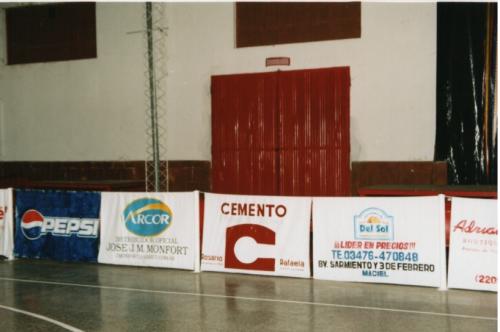 PEPSI
ARCOR
DISTRIBUIDOR OFICIAL
JOSE J.M. MONFORT
CEMENTO
Rosario
Rafaela
Del Sol
¡¡¡LIDER EN PRECIOS!!!
TE.03476-470848
BV. SARMIENTO Y 3 DE FEBRERO
MACIEL
(220